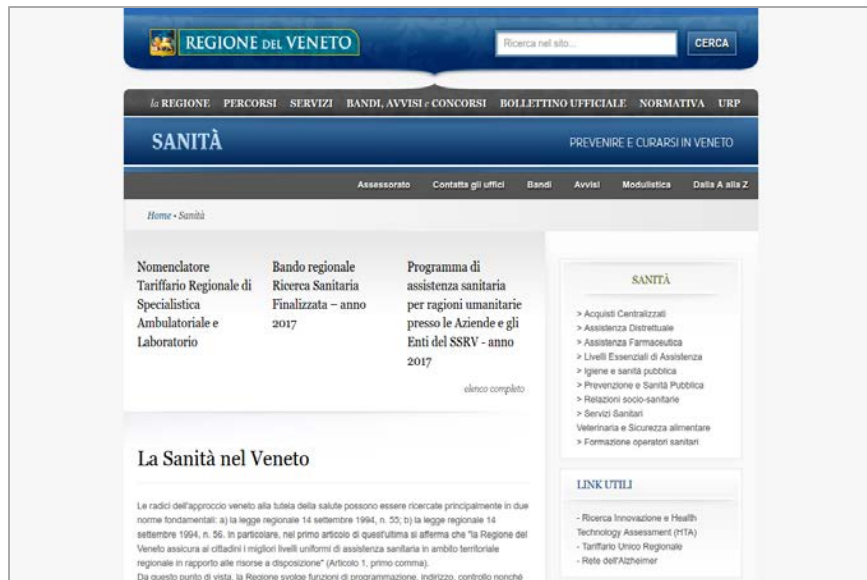 REGIONE DEL VENETO
Ricerca nel sito...
CERCA
la REGIONE PERCORSI SERVIZI BANDI, AVVISI e CONCORSI BOLLETTINO UFFICIALE NORMATIVA URP
SANITÀ
PREVENIRE E CURARSI IN VENETO
Assessorato Contatta gli uffici Bandi Avvisi Modulistica Dalla A alla Z
Home • Sanità
Nomenclatore
Tariffario Regionale di
Specialistica
Ambulatoriale e
Laboratorio
Bando regionale
Ricerca Sanitaria
Finalizzata – anno
2017
Programma di
assistenza sanitaria
per ragioni umanitarie
presso le Aziende e gli
Enti del SSRV - anno
2017
elenco completo
La Sanità nel Veneto
Le radici dell'approccio veneto alla tutela della salute possono essere ricercate principalmente in due
norme fondamentali: a) la legge regionale 14 settembre 1994, n. 55; b) la legge regionale 14
settembre 1994, n. 56. In particolare, nel primo articolo di quest'ultima si afferma che "la Regione del
Veneto assicura ai cittadini i migliori livelli uniformi di assistenza sanitaria in ambito territoriale
regionale in rapporto alle risorse a disposizione" (Articolo 1, primo comma).
Da questo punto di vista, la Regione svolge funzioni di programmazione, indirizzo, controllo nonché
SANITÀ
> Acquisti Centralizzati
> Assistenza Distrettuale
> Assistenza Farmaceutica
> Livelli Essenziali di Assistenza
> Igiene e sanità pubblica
> Prevenzione e Sanità Pubblica
> Relazioni socio-sanitarie
> Servizi Sanitari
Veterinaria e Sicurezza alimentare
> Formazione operatori sanitari
LINK UTILI
- Ricerca Innovazione e Health
Technology Assessment (HTA)
- Tariffario Unico Regionale
- Rete dell'Alzheimer